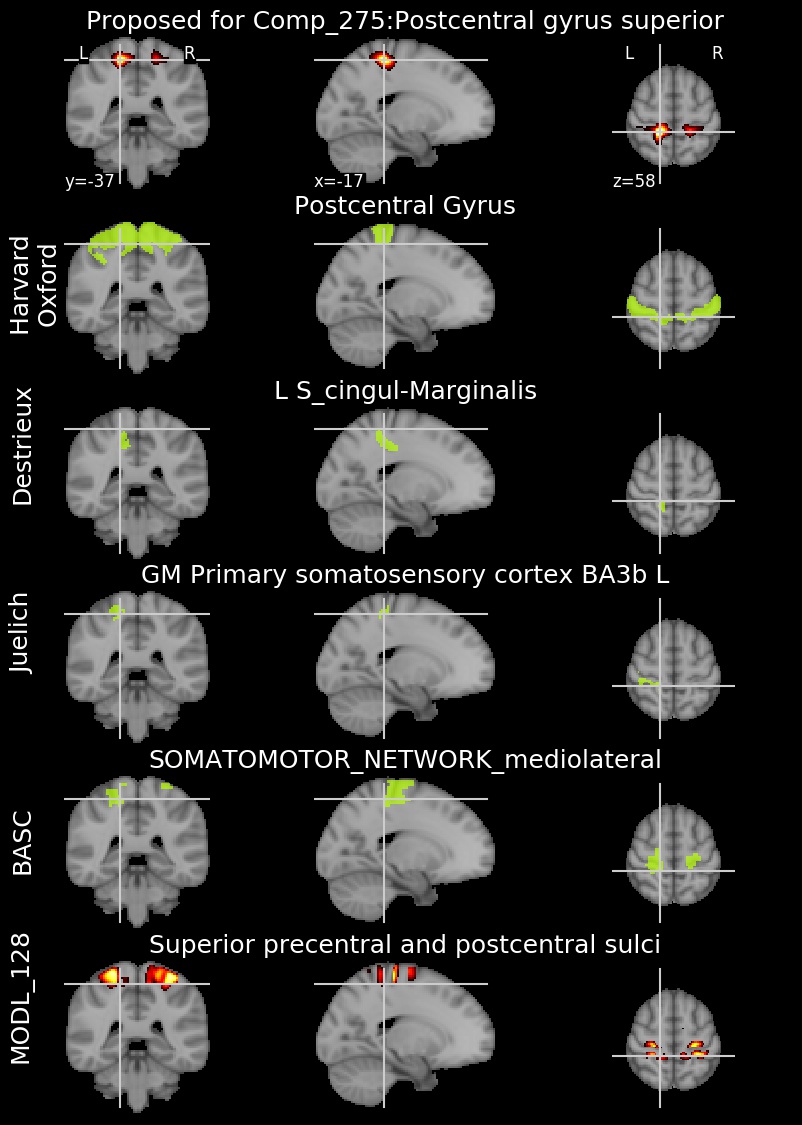 Proposed for Comp_275:Postcentral gyrus superior
L R
L R
y=-37
x=-17
z=58
Postcentral Gyrus
Harvard
Oxford
L S_cingul-Marginalis
Destrieux
GM Primary somatosensory cortex BA3b L
Juelich
SOMATOMOTOR_NETWORK_mediolateral
BASC
Superior precentral and postcentral sulci
MODL_128